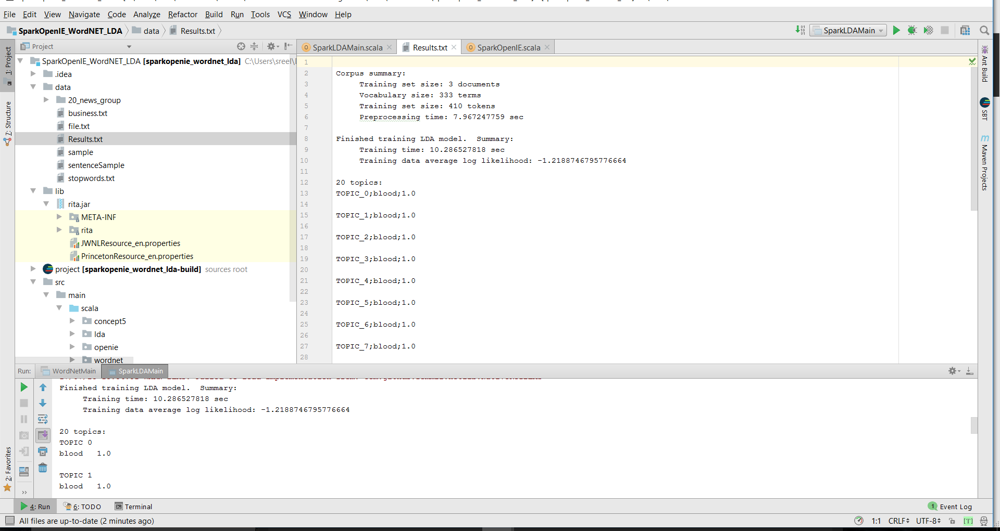 File Edit View Navigate Code Analyze Refactor Build Run Tools VCS Window Help
SparkOpenIE_WordNET_LDA data Results.txt SparkLDAMain
Project
SparkLDAMain.scala Results.txt SparkOpenIE.scala
1: Project
7: Structure
2: Favorites
SparkOpenIE_WordNET_LDA [sparkopenie_wordnet_lda] C:\Users\sreel\
.idea
data
20_news_group
business.txt
file.txt
Results.txt
sample
sentenceSample
stopwords.txt
lib
rita.jar
META-INF
rita
JWNLResource_en.properties
PrincetonResource_en.properties
project [sparkopenie_wordnet_lda-build] sources root
src
main
scala
concept5
lda
openie
wordnet
1
2 Corpus summary:
3 Training set size: 3 documents
4 Vocabulary size: 333 terms
5 Training set size: 410 tokens
6 Preprocessing time: 7.967247759 sec
7
8 Finished training LDA model.  Summary:
9 Training time: 10.286527818 sec
10 Training data average log likelihood: -1.2188746795776664
11
12 20 topics:
13 TOPIC_0;blood;1.0
14
15 TOPIC_1;blood;1.0
16
17 TOPIC_2;blood;1.0
18
19 TOPIC_3;blood;1.0
20
21 TOPIC_4;blood;1.0
22
23 TOPIC_5;blood;1.0
24
25 TOPIC_6;blood;1.0
26
27 TOPIC_7;blood;1.0
28
Ant Build
SBT
Maven Projects
Run: WordNetMain SparkLDAMain
Finished training LDA model.  Summary:
Training time: 10.286527818 sec
Training data average log likelihood: -1.2188746795776664
20 topics:
TOPIC 0
blood 1.0
TOPIC 1
blood 1.0
4: Run 6: TODO Terminal 1 Event Log
All files are up-to-date (2 minutes ago) 1:1 CRLF UTF-8 [T]